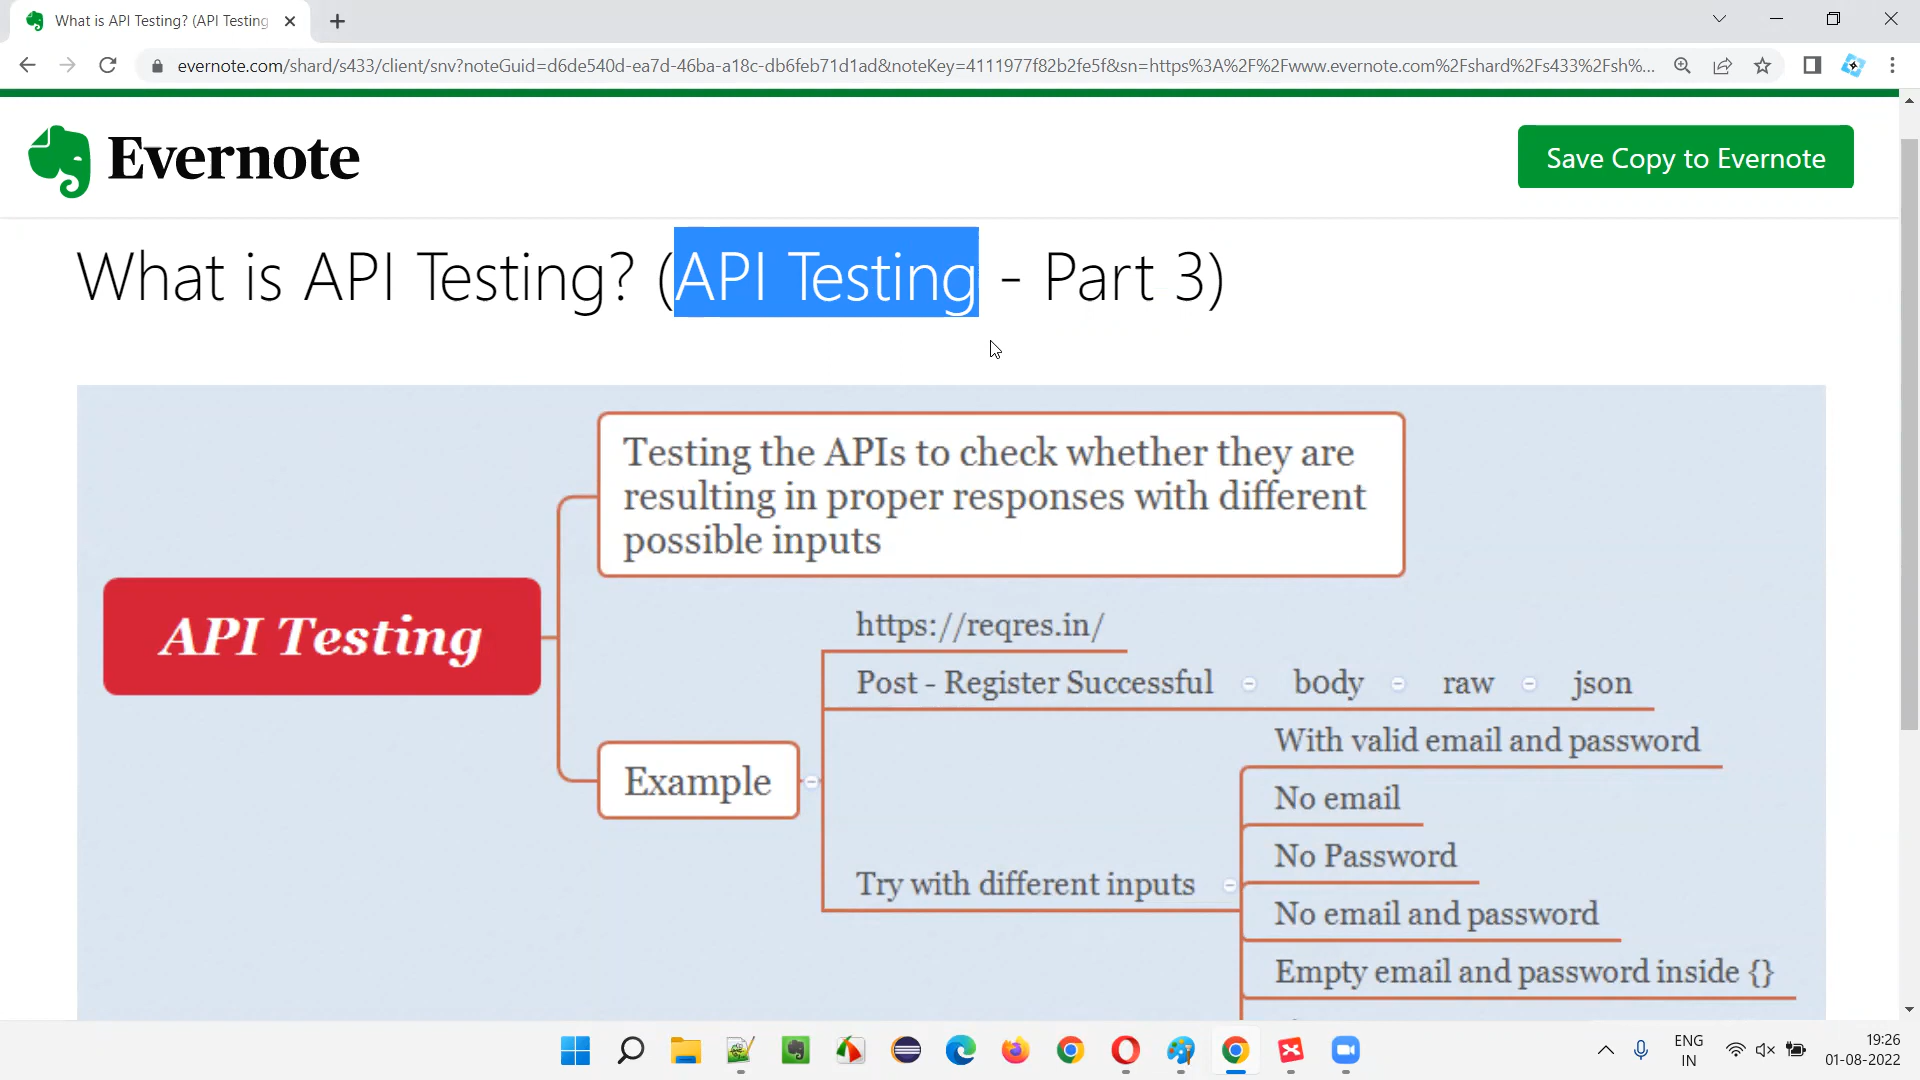 What is API Testing? (API Testing
evernote.com/shard/s433/client/snv?noteGuid=d6de540d-ea7d-46ba-a18c-db6feb71d1ad&noteKey=4111977f82b2fe5f&sn=https%3A%2F%2Fwww.evernote.com%2Fshard%2Fs433%2Fsh%...
Evernote
Save Copy to Evernote
What is API Testing? (API Testing - Part 3)
Testing the APIs to check whether they are
resulting in proper responses with different
possible inputs
API Testing
https://reqres.in/
Post - Register Successful body raw json
With valid email and password
Example
No email
No Password
Try with different inputs
No email and password
Empty email and password inside {}
ENG
IN
19:26
01-08-2022